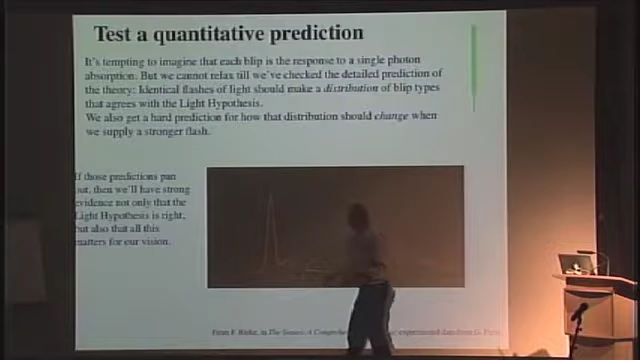 Test a quantitative prediction
It's tempting to imagine that each blip is the response to a single photon
absorption. But we cannot relax till we've checked the detailed prediction of
the theory: Identical flashes of light should make a distribution of blip types
that agrees with the Light Hypothesis.
We also get a hard prediction for how that distribution should change when
we supply a stronger flash.
If those predictions pan
out, then we'll have strong
evidence not only that the
Light Hypothesis is right,
but also that all this
matters for our vision.
From F. Rieke, in The Senses: A Comprehensive experimental data from G.